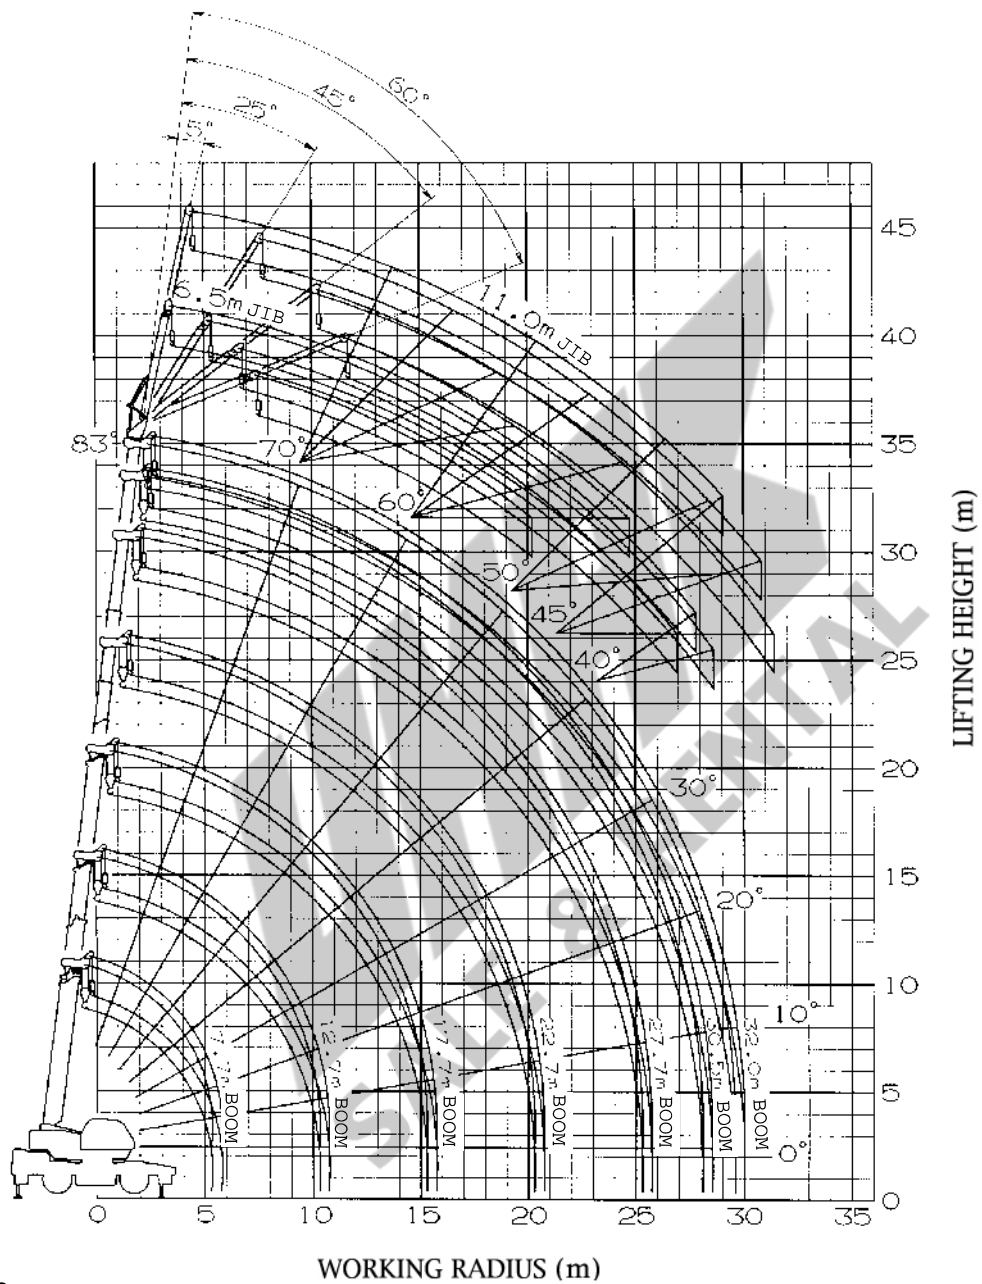 60°
45°
25°
5°
45
6.5m JIB
11.0m JIB
40
83°
70°
35
60°
50°
30
45°
40°
25
LIFTING HEIGHT (m)
20
30°
15
20°
10
10°
7.7m BOOM
12.7m BOOM
17.7m BOOM
22.7m BOOM
27.7m BOOM
30.5m BOOM
32.0m BOOM
5
0°
0
0 5 10 15 20 25 30 35
WORKING RADIUS (m)
SALE & RENTAL